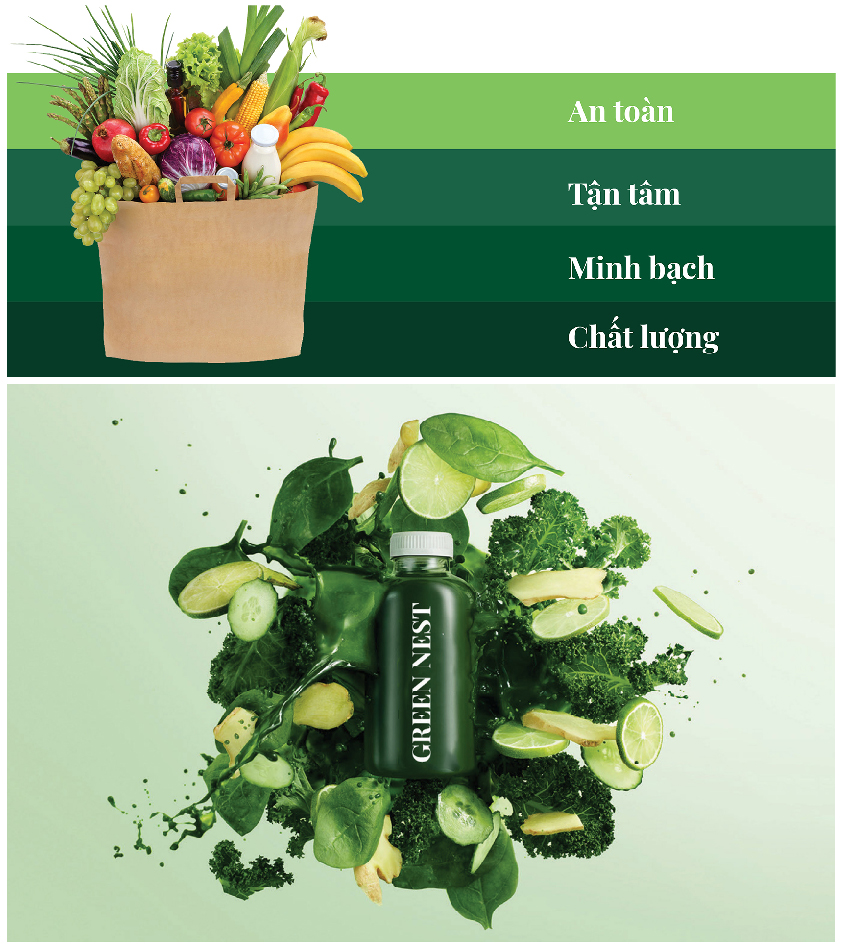 An toàn
Tận tâm
Minh bạch
Chất lượng
GREEN NEST